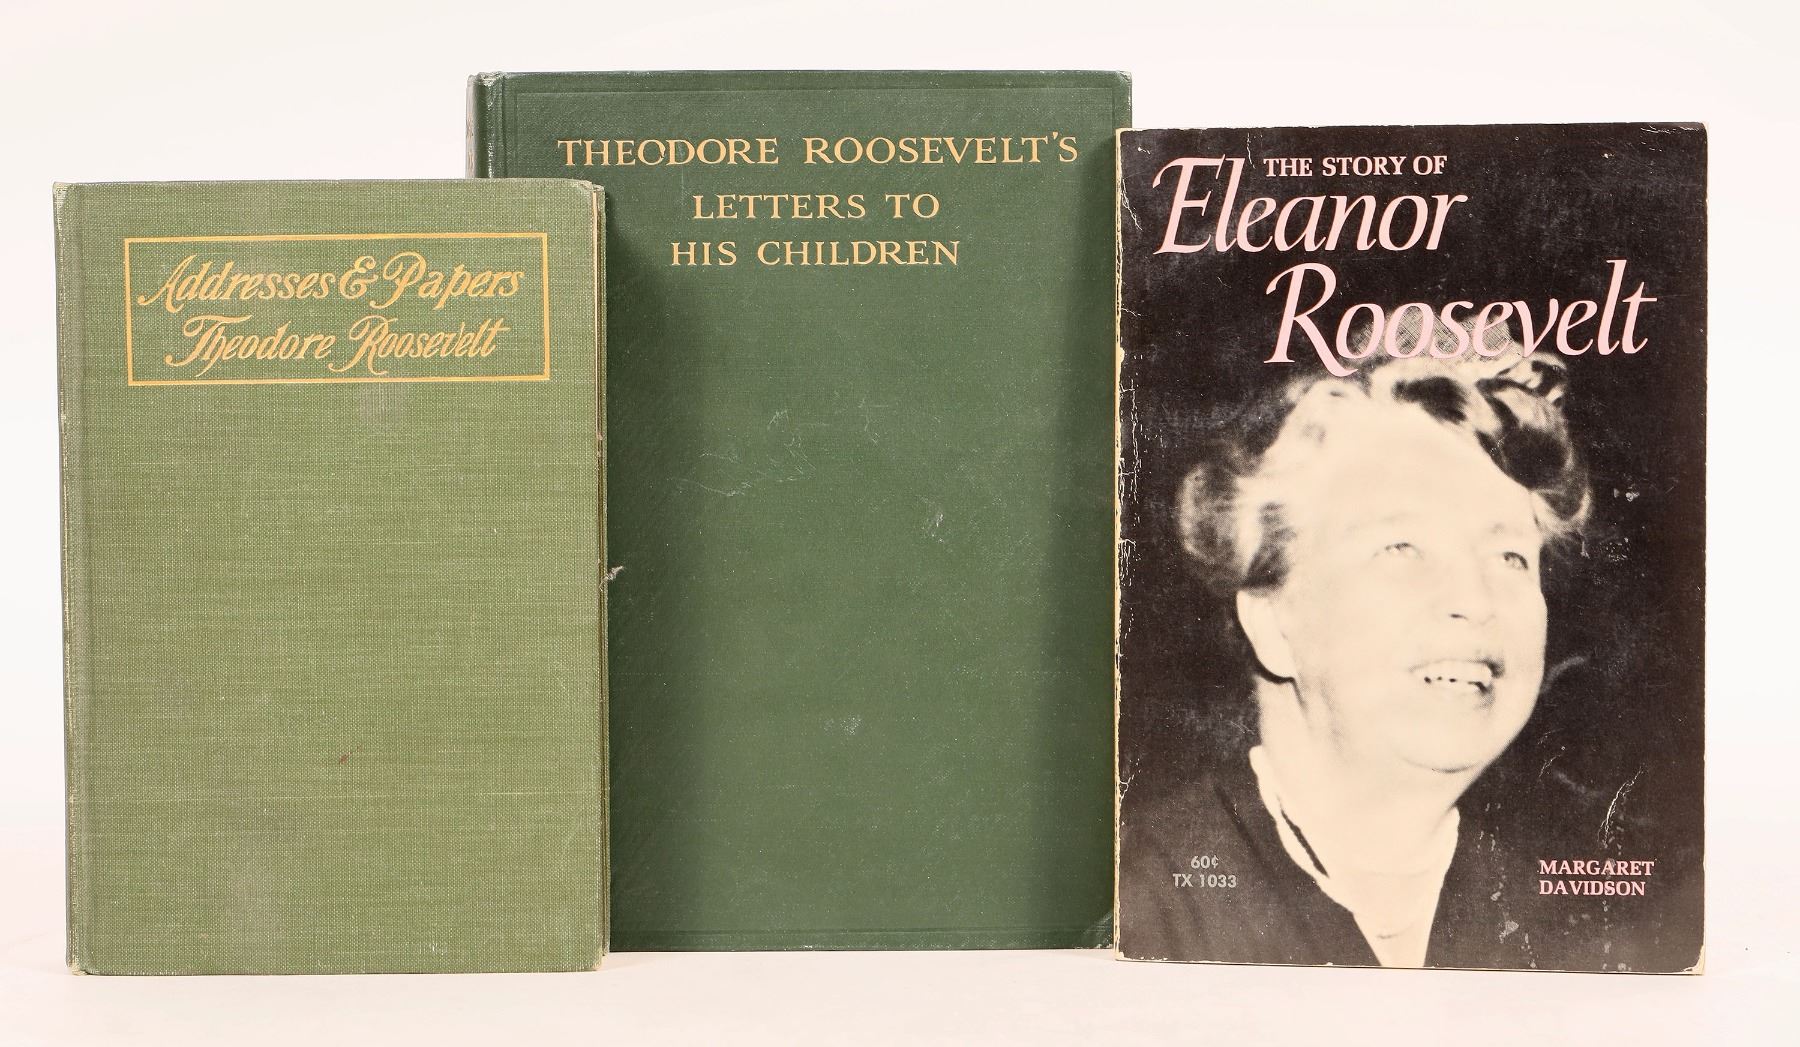 Addresses & Papers
Theodore Roosevelt
THEODORE ROOSEVELT'S
LETTERS TO
HIS CHILDREN
THE STORY OF
Eleanor
Roosevelt
60¢
TX 1033
MARGARET
DAVIDSON